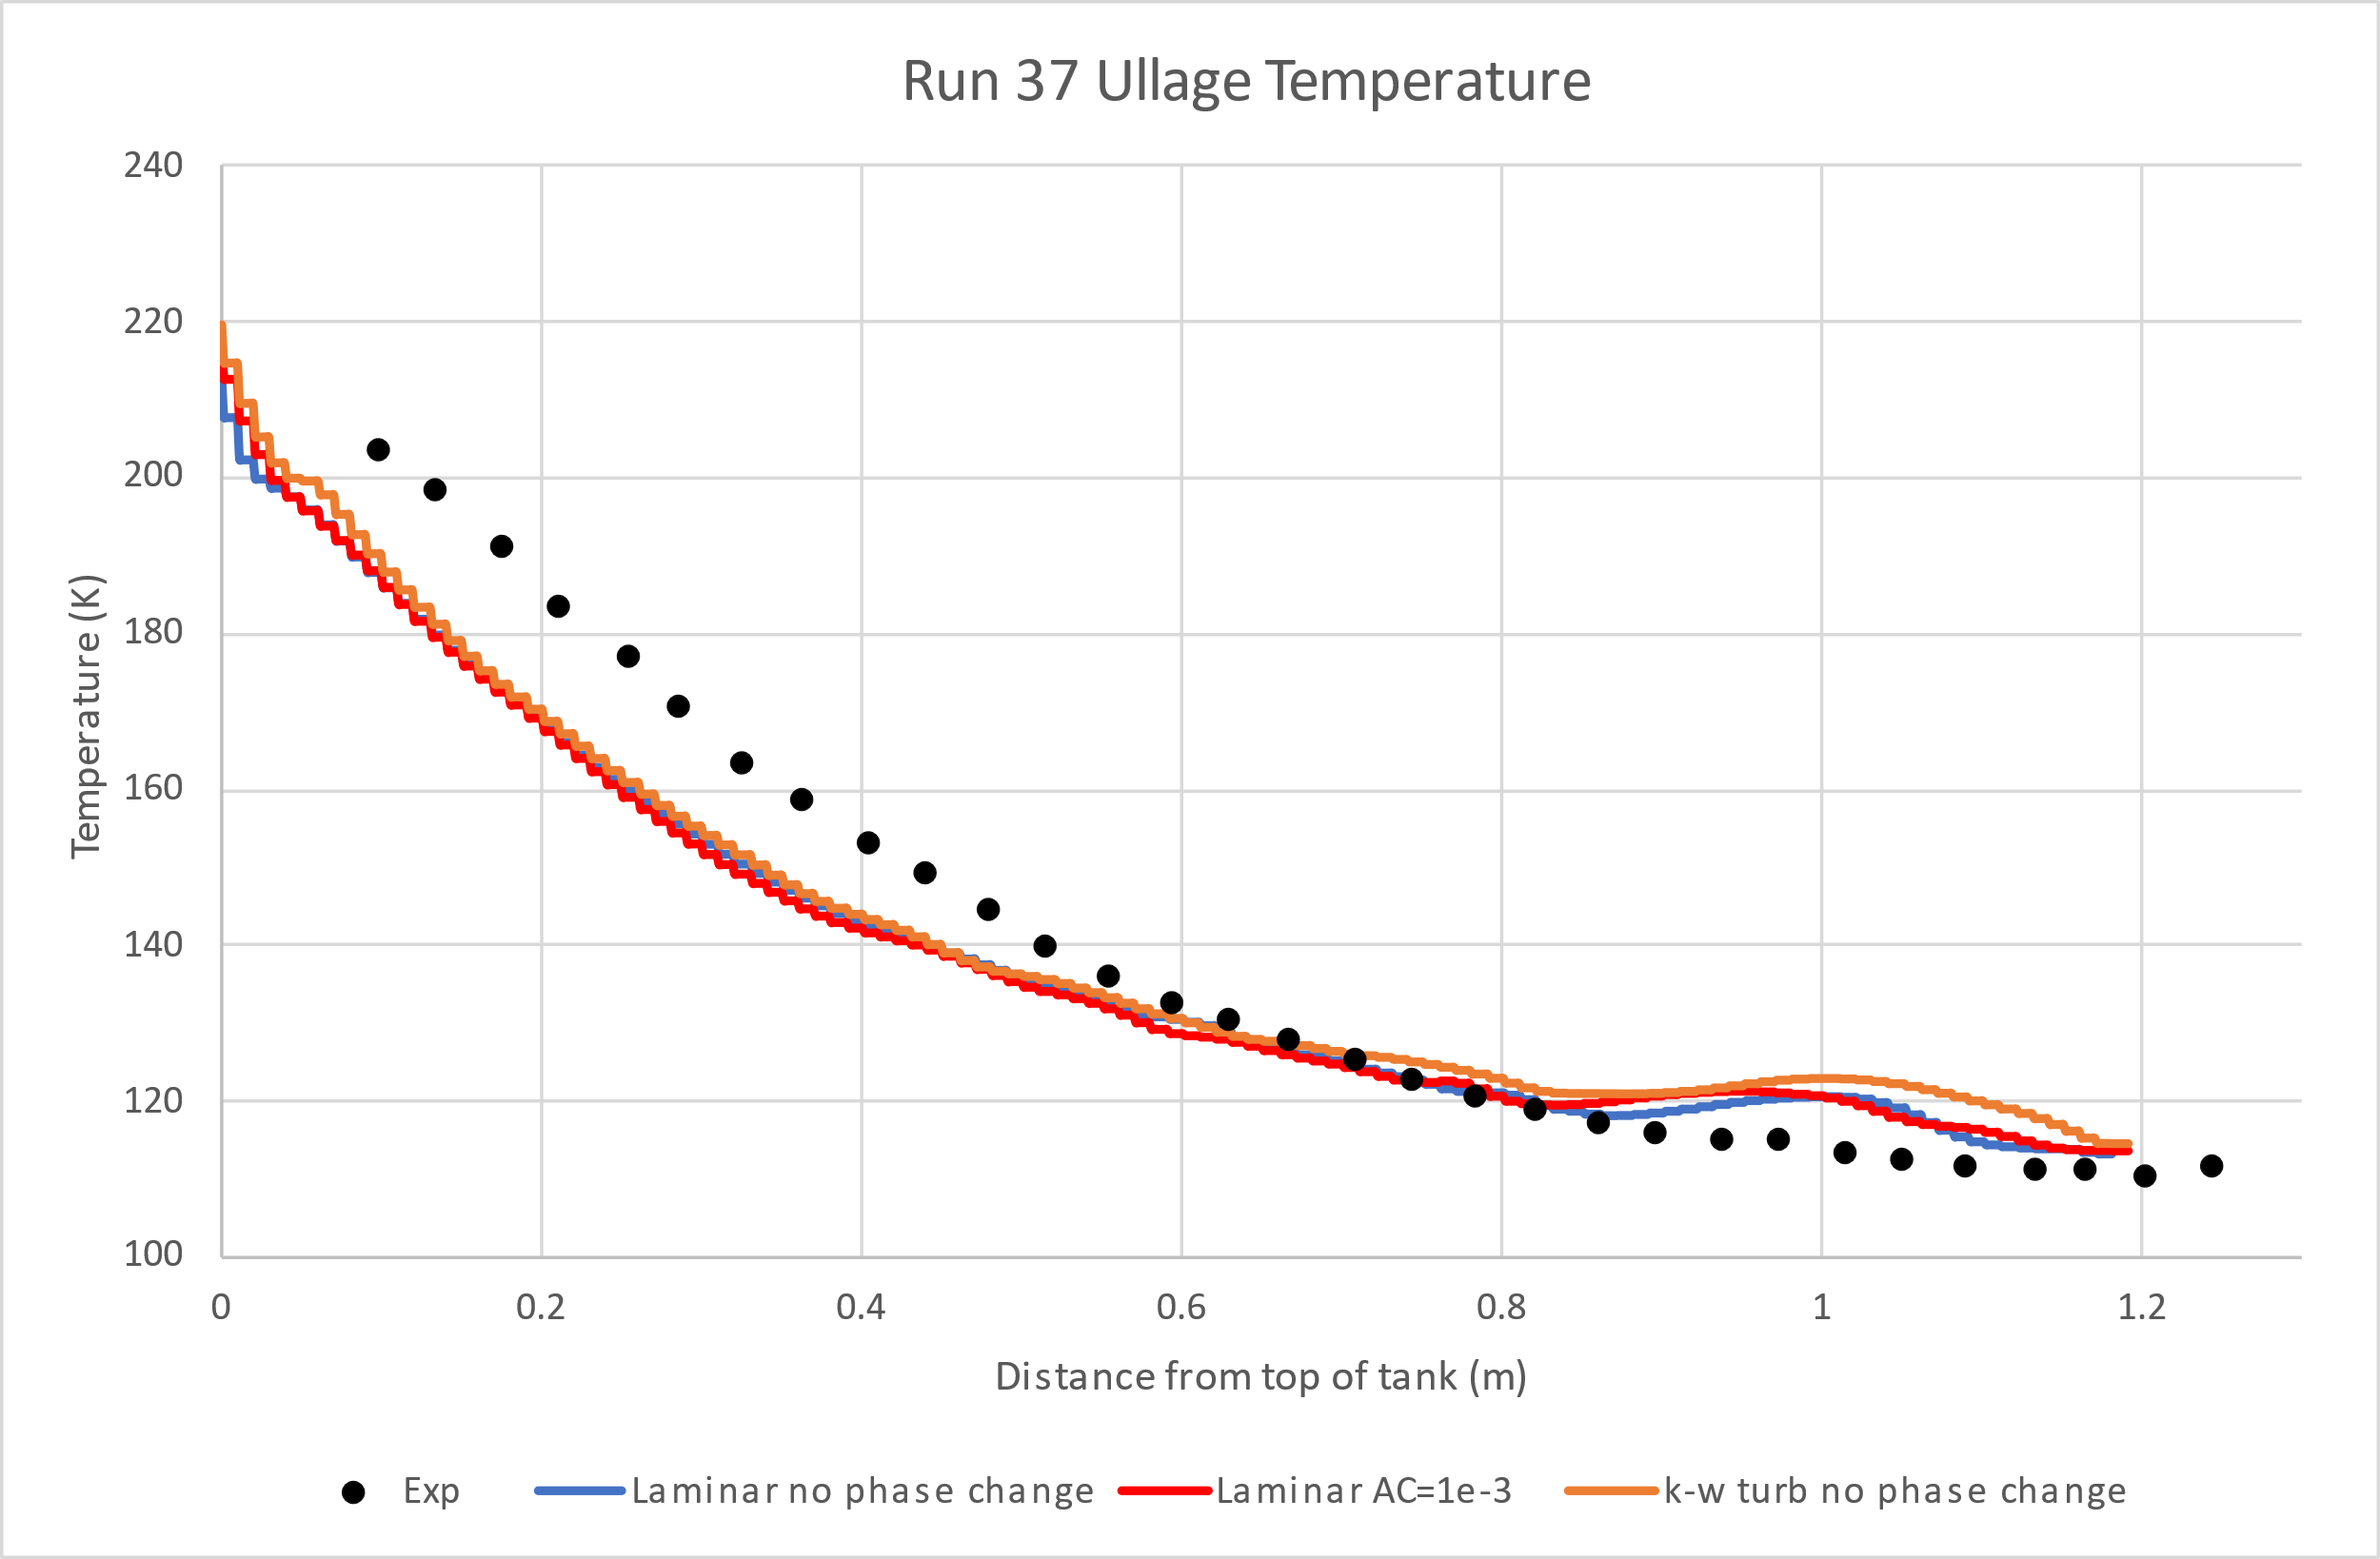 Run 37 Ullage Temperature
240
220
200
180
160
140
120
100
Temperature (K)
0 0.2 0.4 0.6 0.8 1 1.2
Distance from top of tank (m)
Exp Laminar no phase change Laminar AC=1e-3 k-w turb no phase change